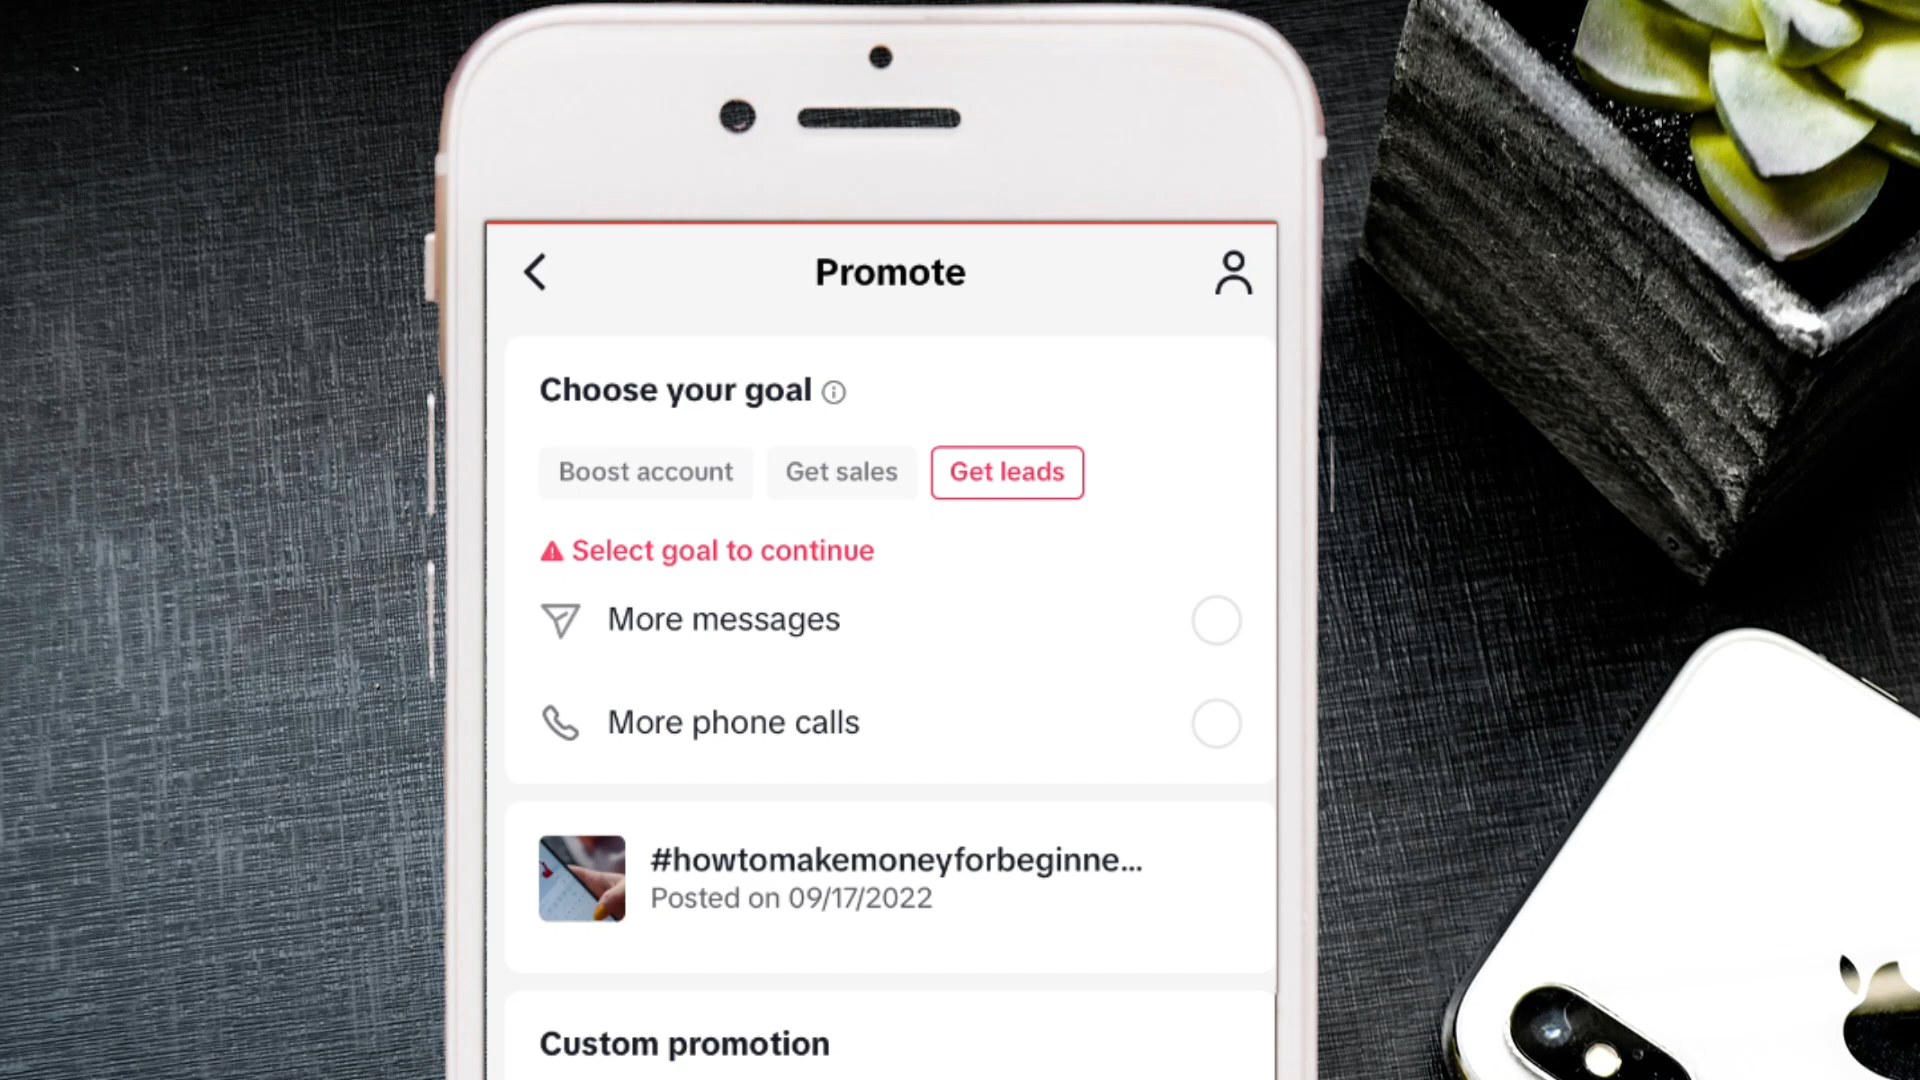 Promote
Choose your goal
Boost account
Get sales
Get leads
Select goal to continue
More messages
More phone calls
#howtomakemoneyforbeginne...
Posted on 09/17/2022
Custom promotion